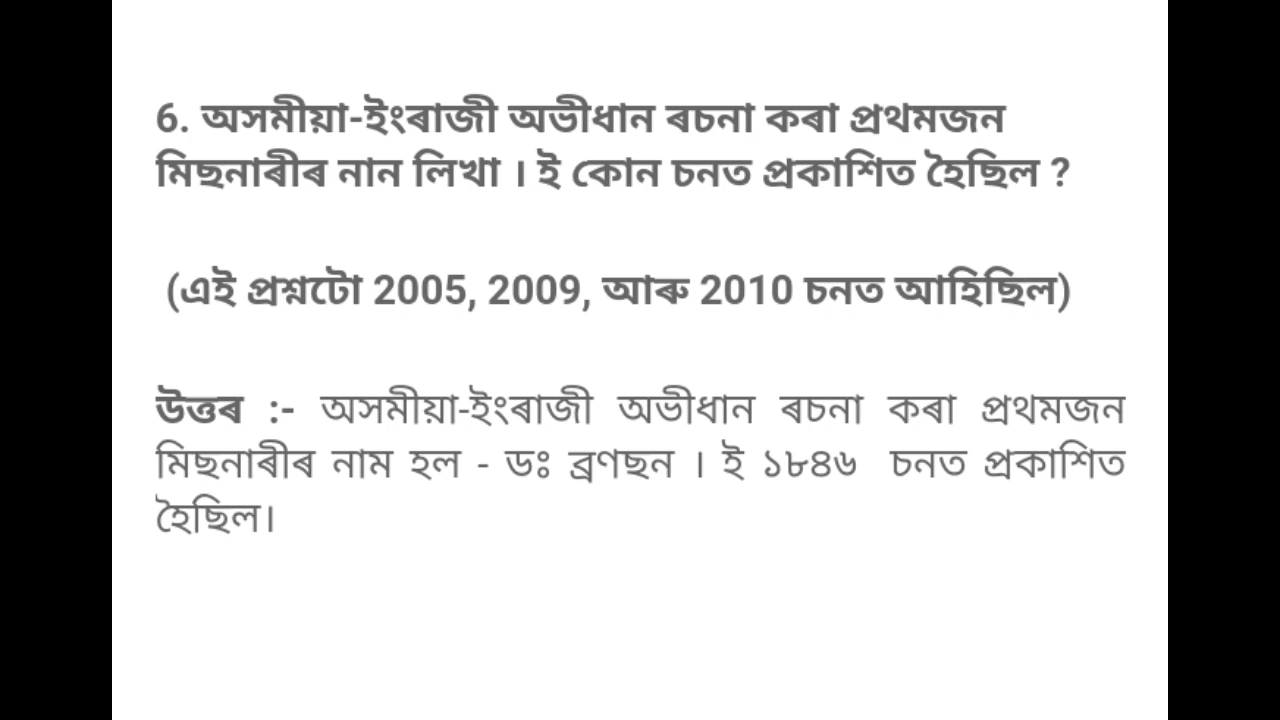 6. অসমীয়া-ইংৰাজী অভীধান ৰচনা কৰা প্ৰথমজন
মিছনাৰীৰ নান লিখা । ই কোন চনত প্ৰকাশিত হৈছিল ?
(এই প্ৰশ্নটো 2005, 2009, আৰু 2010 চনত আহিছিল)
উত্তৰ :- অসমীয়া-ইংৰাজী অভীধান ৰচনা কৰা প্ৰথমজন
মিছনাৰীৰ নাম হল - ডঃ ব্ৰণছন । ই ১৮৪৬ চনত প্ৰকাশিত
হৈছিল।